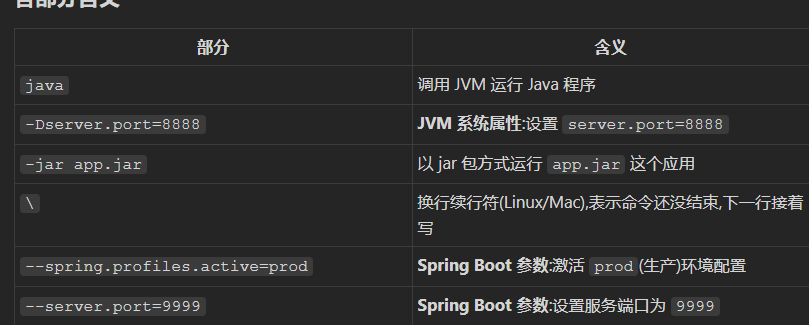 部分 含义
java 调用 JVM 运行 Java 程序
-Dserver.port=8888 JVM 系统属性:设置 server.port=8888
-jar app.jar 以 jar 包方式运行 app.jar 这个应用
\ 换行续行符(Linux/Mac),表示命令还没结束,下一行接着
写
--spring.profiles.active=prod Spring Boot 参数:激活 prod(生产)环境配置
--server.port=9999 Spring Boot 参数:设置服务端口为 9999